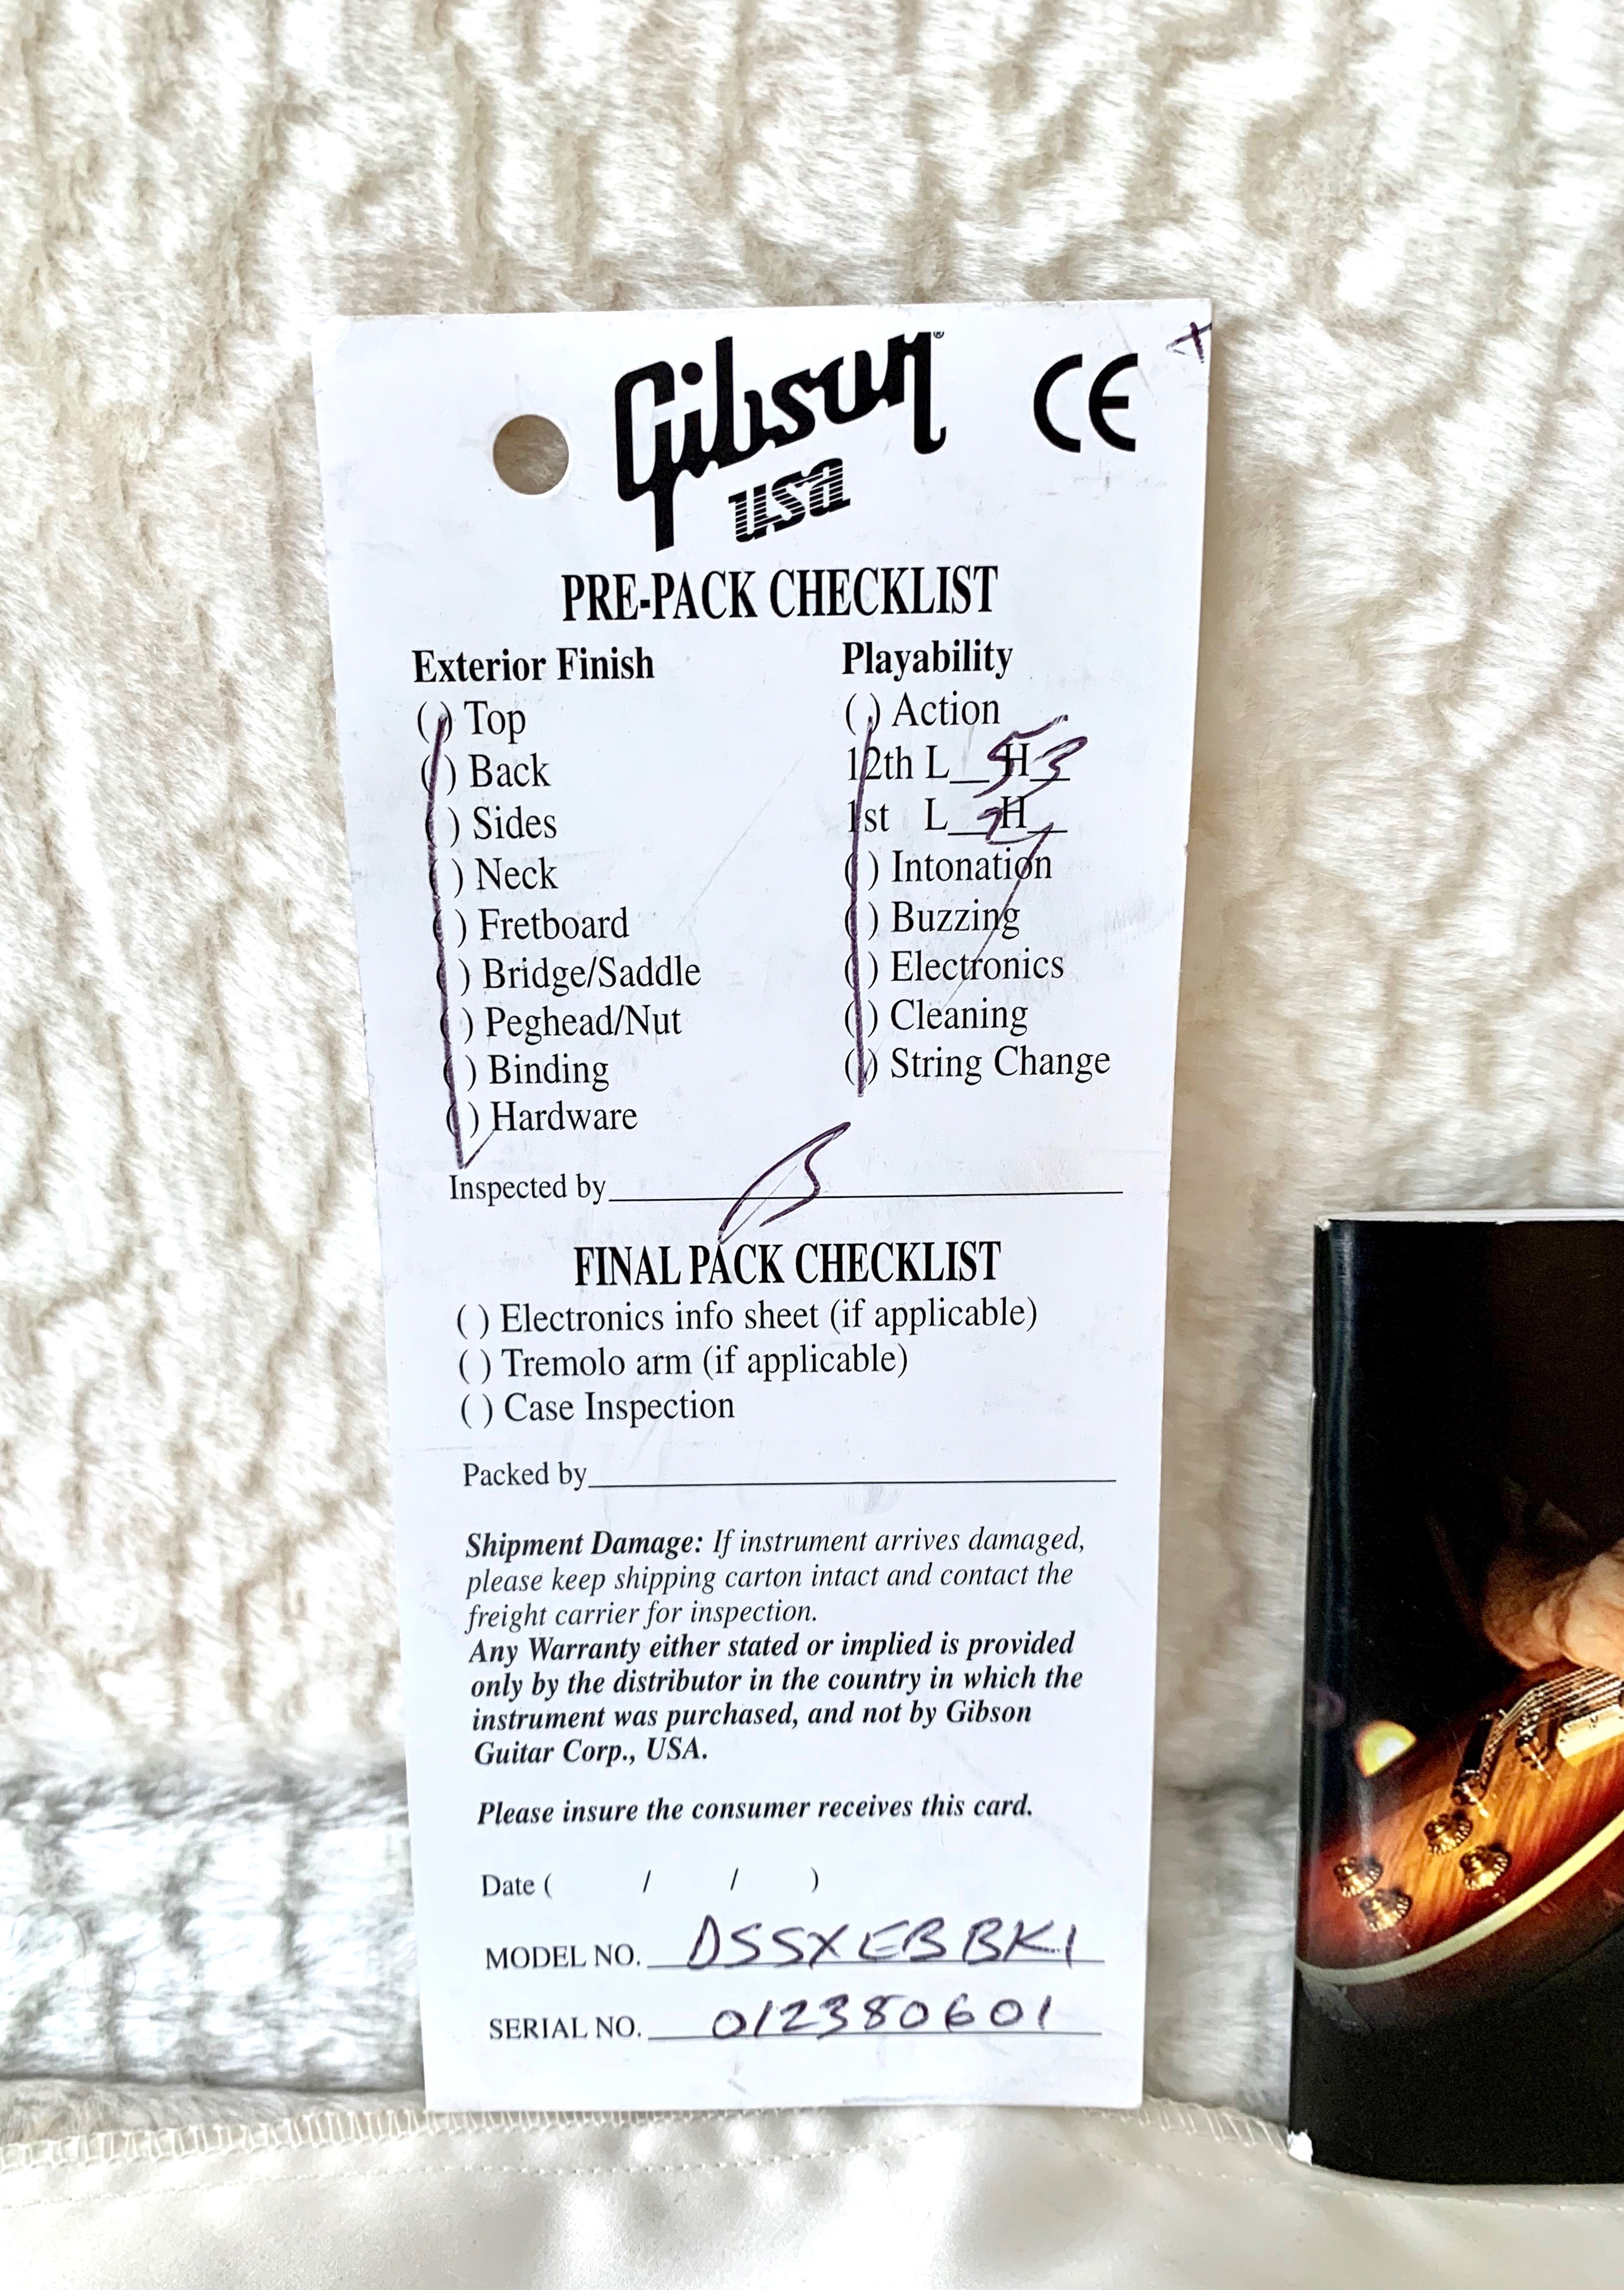 Gibson®
USA
CE
PRE-PACK CHECKLIST
Exterior Finish
( ) Top
( ) Back
( ) Sides
( ) Neck
( ) Fretboard
( ) Bridge/Saddle
( ) Peghead/Nut
( ) Binding
( ) Hardware
Playability
( ) Action
12th L__5 H 3
1st L__ H__
( ) Intonation
( ) Buzzing
( ) Electronics
( ) Cleaning
( ) String Change
Inspected by B
FINAL PACK CHECKLIST
( ) Electronics info sheet (if applicable)
( ) Tremolo arm (if applicable)
( ) Case Inspection
Packed by
Shipment Damage: If instrument arrives damaged,
please keep shipping carton intact and contact the
freight carrier for inspection.
Any Warranty either stated or implied is provided
only by the distributor in the country in which the
instrument was purchased, and not by Gibson
Guitar Corp., USA.
Please insure the consumer receives this card.
Date ( / / )
MODEL NO. DSSXEBBK1
SERIAL NO. 012380601